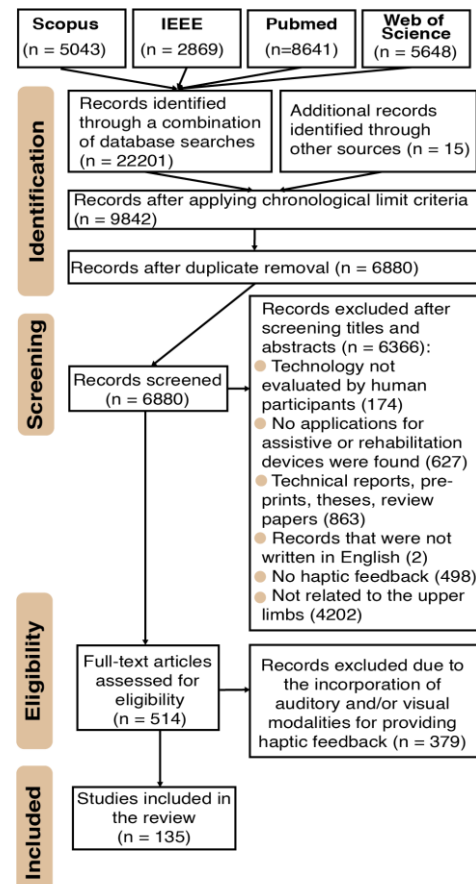 Scopus
(n = 5043)
IEEE
(n = 2869)
Pubmed
(n=8641)
Web of
Science
(n = 5648)
Identification
Records identified
through a
combination
of database
searches (n =
22201)
Additional records
identified through
other sources (n = 15)
Records after applying chronological limit criteria
(n = 9842)
Records after duplicate removal (n = 6880)
Screening
Records screened
(n = 6880)
Records excluded after
screening titles and
abstracts (n = 6366):
Technology not
evaluated by human
participants (174)
No applications for
assistive or rehabilitation
devices were found (627)
Technical reports, pre-
prints, theses, review
papers (863)
Records that were not
written in English (2)
No haptic feedback (498)
Not related to the upper
limbs (4202)
Eligibility
Full-text articles
assessed for
eligibility
(n = 514)
Records excluded due to
the incorporation of
auditory and/or visual
modalities for providing
haptic feedback (n = 379)
Included
Studies included in
the review
(n = 135)